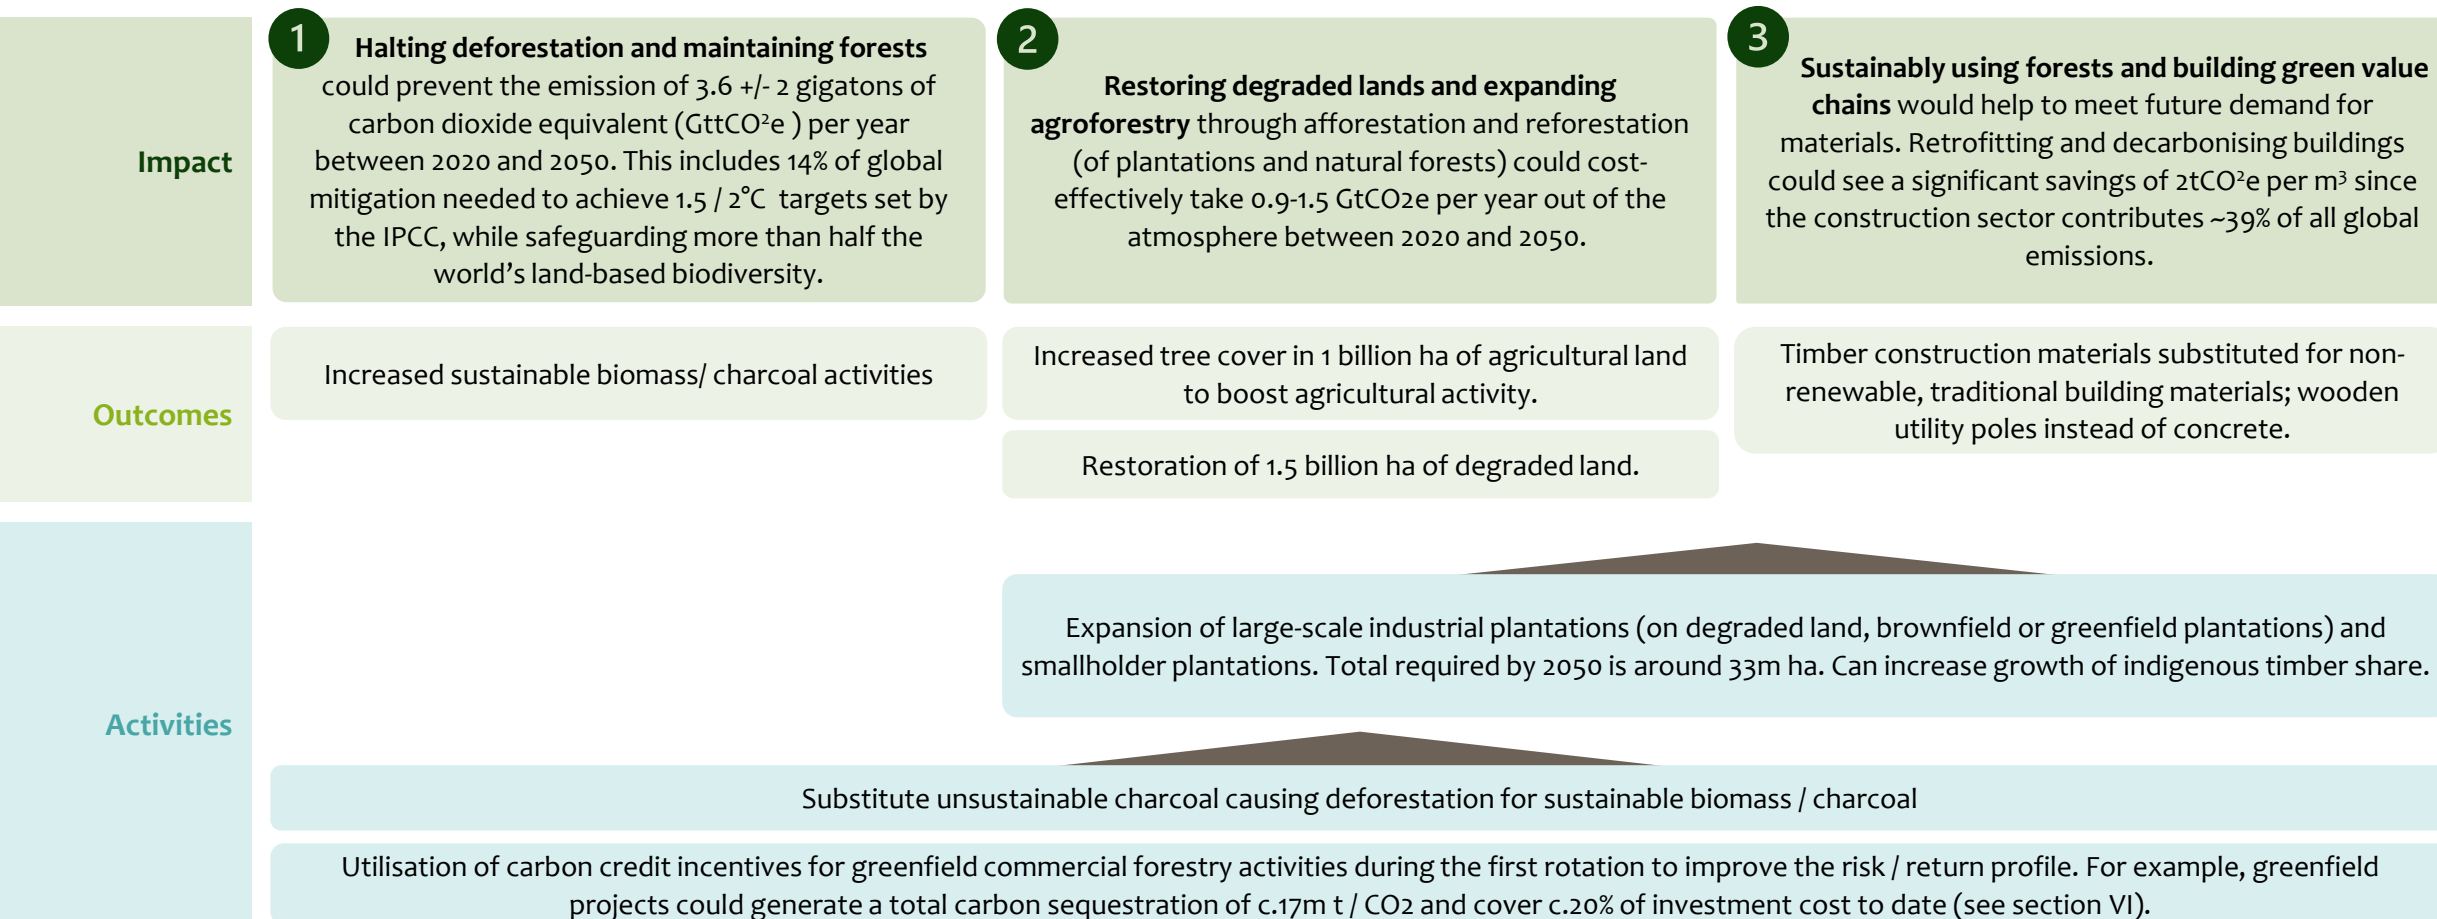 Impact
1
Halting deforestation and maintaining forests
could prevent the emission of 3.6 +/- 2 gigatons of
carbon dioxide equivalent (GttCO²e ) per year
between 2020 and 2050. This includes 14% of global
mitigation needed to achieve 1.5 / 2°C targets set by
the IPCC, while safeguarding more than half the
world's land-based biodiversity.
2
Restoring degraded lands and expanding
agroforestry through afforestation and reforestation
(of plantations and natural forests) could cost-
effectively take 0.9-1.5 GtCO2e per year out of the
atmosphere between 2020 and 2050.
3
Sustainably using forests and building green value
chains would help to meet future demand for
materials. Retrofitting and decarbonising buildings
could see a significant savings of 2tCO²e per m³ since
the construction sector contributes ~39% of all global
emissions.
Outcomes
Increased sustainable biomass/ charcoal activities
Increased tree cover in 1 billion ha of agricultural land
to boost agricultural activity.
Restoration of 1.5 billion ha of degraded land.
Timber construction materials substituted for non-
renewable, traditional building materials; wooden
utility poles instead of concrete.
Activities
Expansion of large-scale industrial plantations (on degraded land, brownfield or greenfield plantations) and
smallholder plantations. Total required by 2050 is around 33m ha. Can increase growth of indigenous timber share.
Substitute unsustainable charcoal causing deforestation for sustainable biomass / charcoal
Utilisation of carbon credit incentives for greenfield commercial forestry activities during the first rotation to improve the risk / return profile. For example, greenfield
projects could generate a total carbon sequestration of c.17m t / CO2 and cover c.20% of investment cost to date (see section VI).